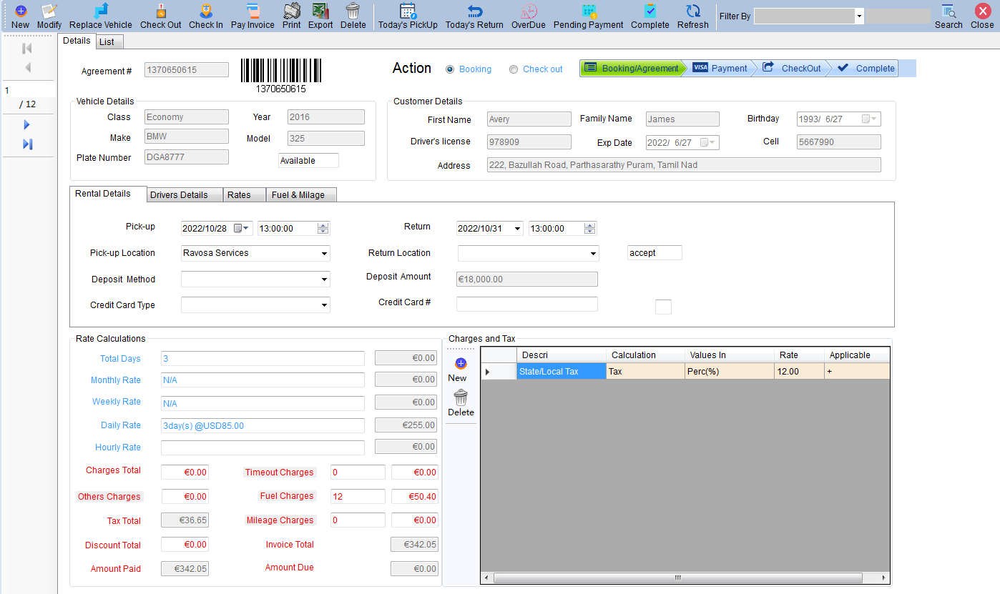 New Modify Replace Vehicle Check Out Check In Pay Invoice Print Export Delete Today's PickUp Today's Return OverDue Pending Payment Complete Refresh Filter By Search Close
Details List
1
/ 12
Agreement # 1370650615
1370650615
Action Booking Check out
Booking/Agreement VISA Payment CheckOut Complete
Vehicle Details
Class Economy Year 2016
Make BMW Model 325
Plate Number DGA8777 Available
Customer Details
First Name Avery Family Name James Birthday 1993/ 6/27
Driver's license 978909 Exp Date 2022/ 6/27 Cell 5667990
Address 222, Bazullah Road, Parthasarathy Puram, Tamil Nad
Rental Details Drivers Details Rates Fuel & Milage
Pick-up 2022/10/28 13:00:00 Return 2022/10/31 13:00:00
Pick-up Location Ravosa Services Return Location accept
Deposit Method Deposit Amount €18,000.00
Credit Card Type Credit Card #
Rate Calculations
Total Days 3 €0.00
Monthly Rate N/A €0.00
Weekly Rate N/A €0.00
Daily Rate 3day(s) @USD85.00 €255.00
Hourly Rate €0.00
Charges Total €0.00 Timeout Charges 0 €0.00
Others Charges €0.00 Fuel Charges 12 €50.40
Tax Total €36.65 Mileage Charges 0 €0.00
Discount Total €0.00 Invoice Total €342.05
Amount Paid €342.05 Amount Due €0.00
Charges and Tax
New
Delete
Descri Calculation Values In Rate Applicable
State/Local Tax Tax Perc(%) 12.00 +